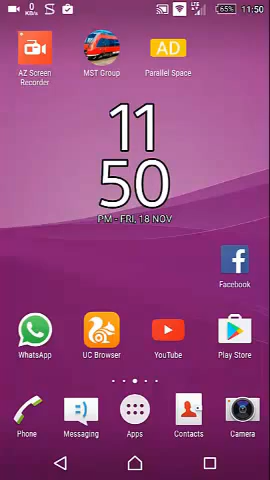 0
KB/s
LTE
65%
11:50
AZ Screen
Recorder
MST Group
AD
Parallel Space
11
50
PM - FRI, 18 NOV
Facebook
WhatsApp
UC Browser
YouTube
Play Store
Phone
Messaging
Apps
Contacts
Camera